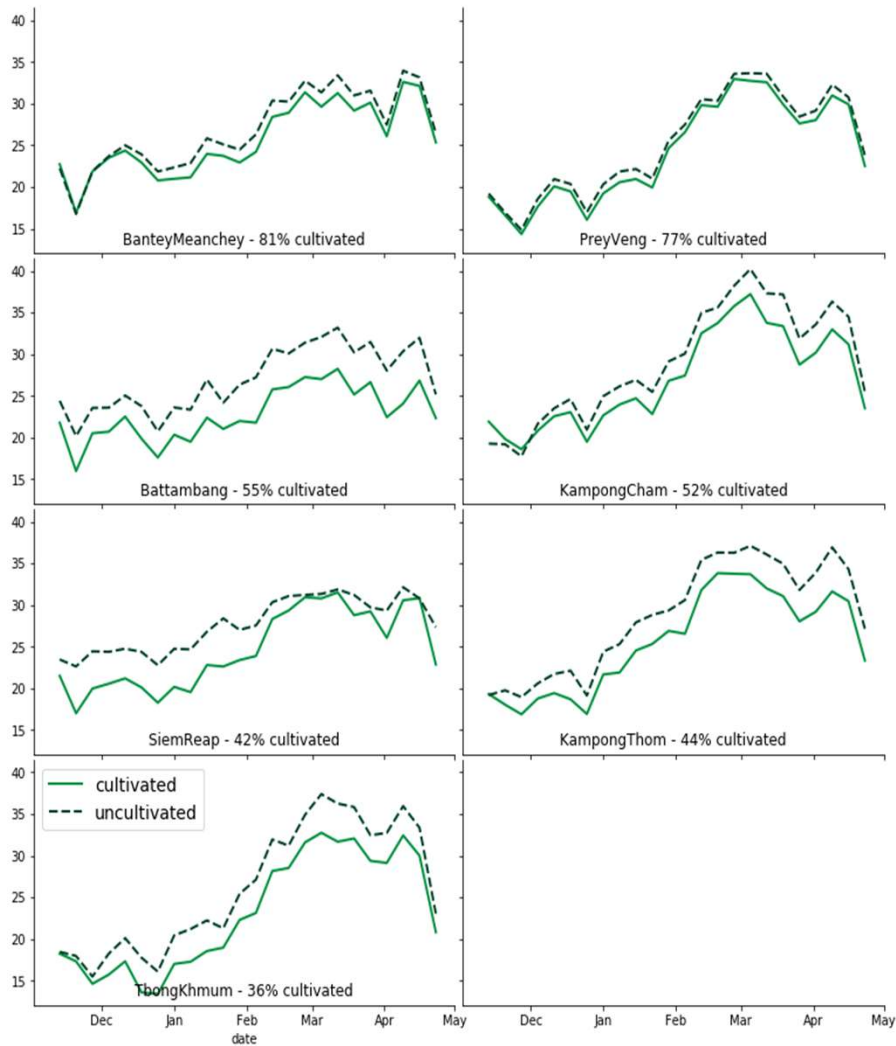 40
35
30
25
20
15
BanteyMeanchey - 81% cultivated
PreyVeng - 77% cultivated
40
35
30
25
20
15
Battambang - 55% cultivated
KampongCham - 52% cultivated
40
35
30
25
20
15
SiemReap - 42% cultivated
KampongThom - 44% cultivated
40
35
30
25
20
15
cultivated
uncultivated
TbongKhmum - 36% cultivated
Dec Jan Feb Mar Apr May
date
Dec Jan Feb Mar Apr May